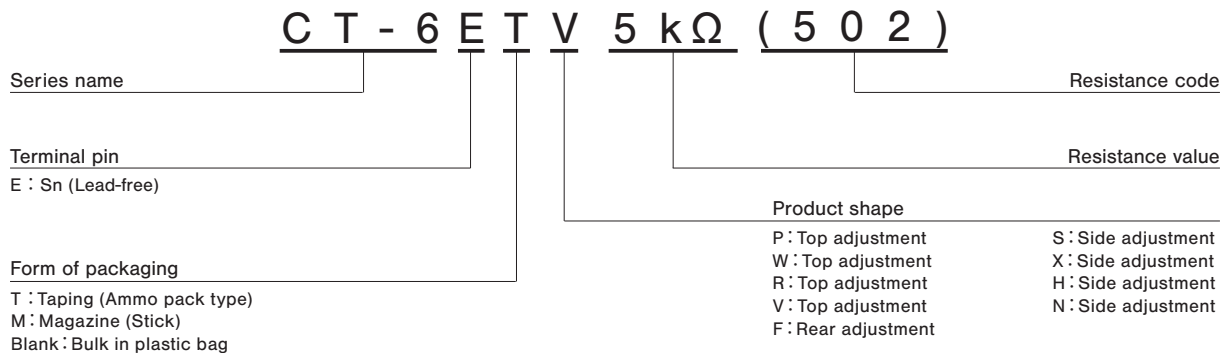 CT-6ETV 5kΩ (502)
Series name
Resistance code
Terminal pin
E：Sn (Lead-free)
Resistance value
Product shape
P：Top adjustment
W：Top adjustment
R：Top adjustment
V：Top adjustment
F：Rear adjustment
S：Side adjustment
X：Side adjustment
H：Side adjustment
N：Side adjustment
Form of packaging
T：Taping (Ammo pack type)
M：Magazine (Stick)
Blank：Bulk in plastic bag